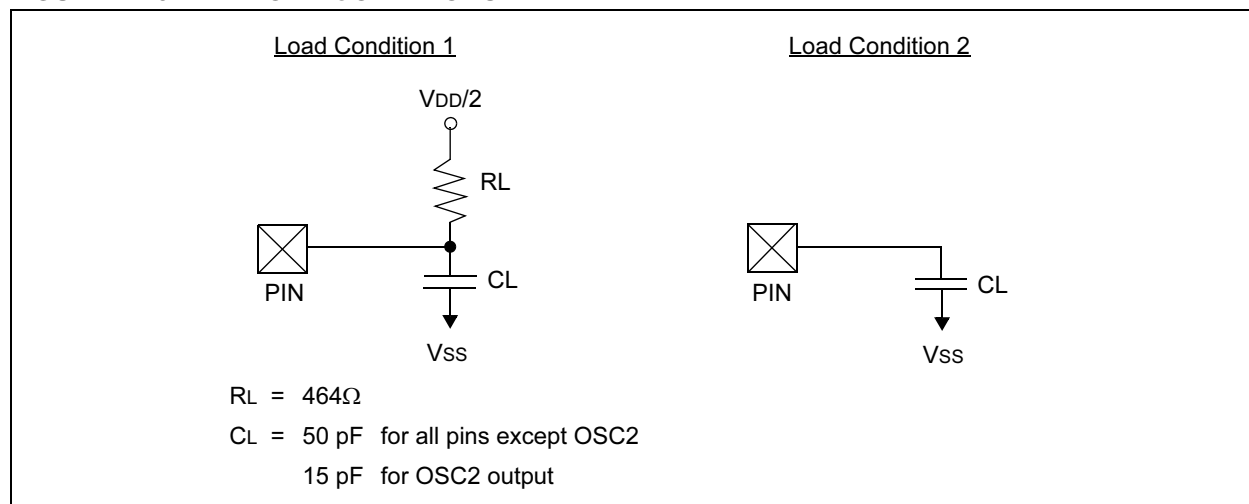 Load Condition 1
Load Condition 2
VDD/2
RL
CL
PIN
VSS
PIN
CL
VSS
RL = 464Ω
CL = 50 pF for all pins except OSC2
15 pF for OSC2 output